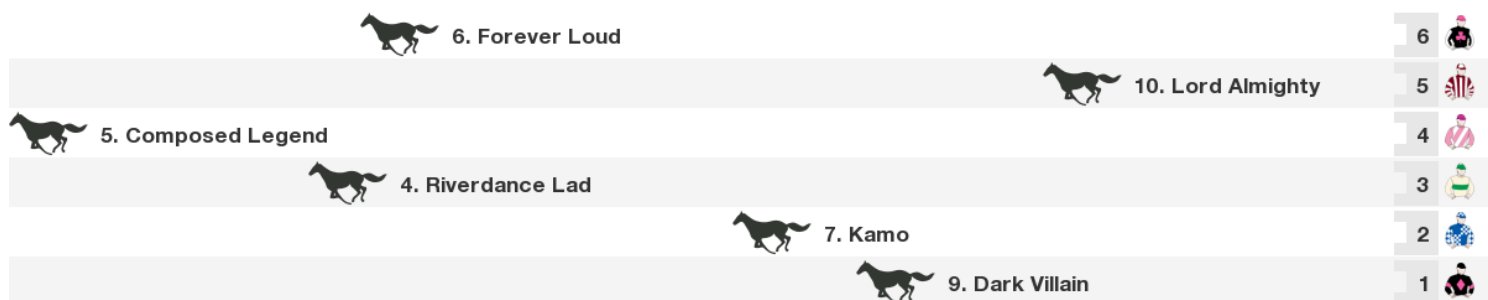 6. Forever Loud 6
10. Lord Almighty 5
5. Composed Legend 4
4. Riverdance Lad 3
7. Kamo 2
9. Dark Villain 1